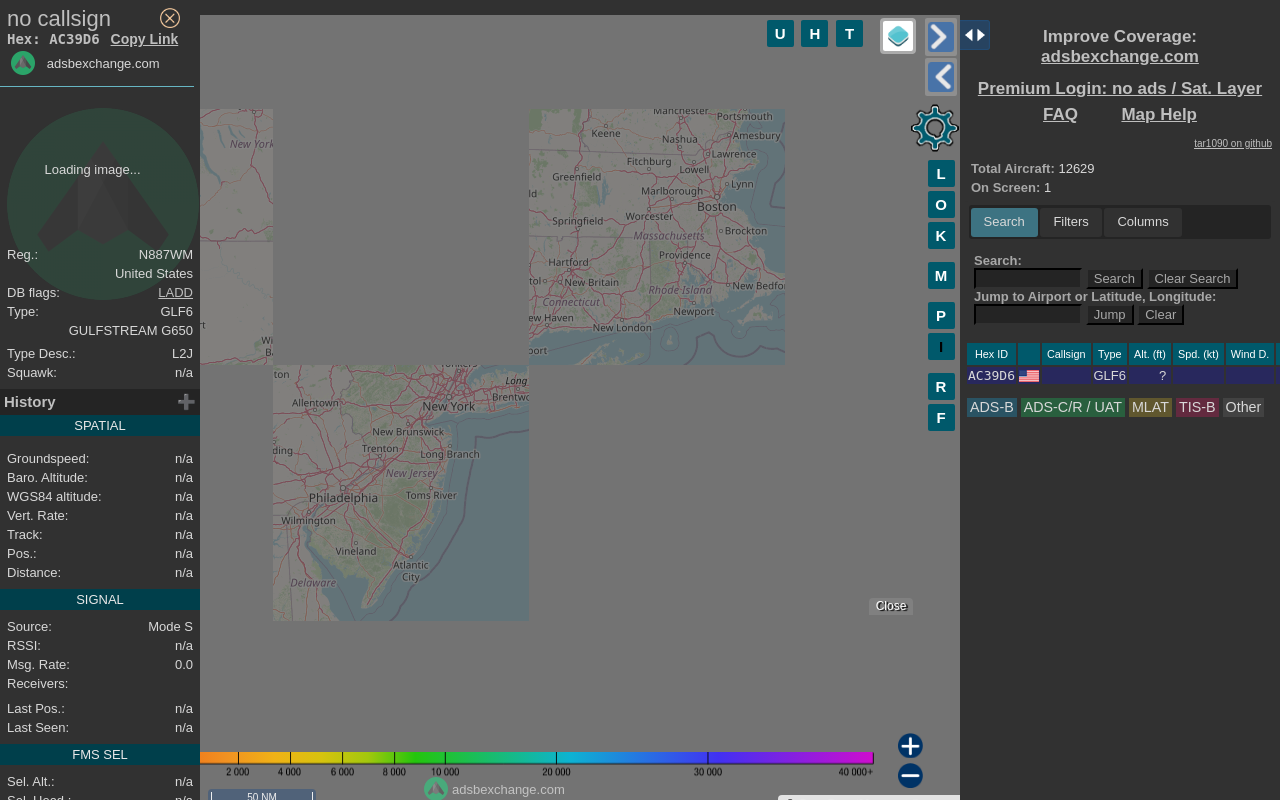 no callsign
Hex: AC39D6 Copy Link
adsbexchange.com
Loading image...
Reg.: N887WM
United States
DB flags: LADD
Type: GLF6
GULFSTREAM G650
Type Desc.: L2J
Squawk: n/a
History
SPATIAL
Groundspeed: n/a
Baro. Altitude: n/a
WGS84 altitude: n/a
Vert. Rate: n/a
Track: n/a
Pos.: n/a
Distance: n/a
SIGNAL
Source: Mode S
RSSI: n/a
Msg. Rate: 0.0
Receivers:
Last Pos.: n/a
Last Seen: n/a
FMS SEL
Sel. Alt.: n/a
Sel. Head.: n/a
U H T
L
O
K
M
P
I
R
F
New York
Manchester
Portsmouth
Keene
Nashua
Amesbury
Fitchburg
Lawrence
Greenfield
Lowell
Marlborough
Lynn
Worcester
Boston
Springfield
Massachusetts
Brockton
Hartford
Providence
New Britain
Rhode Island
New Bedfo
Connecticut
ew Haven
Newport
New London
port
ton
Yonkers
Long
Allentown
New York
Brentwo
New Brunswick
ding
Trenton
Long Branch
New Jersey
Philadelphia
Toms River
Wilmington
Vineland
Atlantic
City
Delaware
Close
2 000 4 000 6 000 8 000 10 000 20 000 30 000 40 000+
adsbexchange.com
50 NM
Improve Coverage:
adsbexchange.com
Premium Login: no ads / Sat. Layer
FAQ Map Help
tar1090 on github
Total Aircraft: 12629
On Screen: 1
Search Filters Columns
Search:
Search Clear Search
Jump to Airport or Latitude, Longitude:
Jump Clear
Hex ID Callsign Type Alt. (ft) Spd. (kt) Wind D.
AC39D6 GLF6 ?
ADS-B ADS-C/R / UAT MLAT TIS-B Other